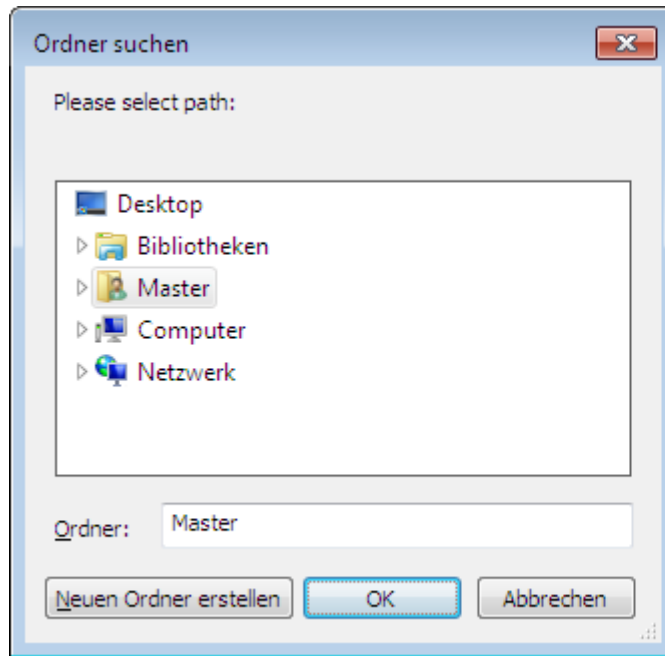 Ordner suchen
Please select path:
Desktop
Bibliotheken
Master
Computer
Netzwerk
Ordner: Master
Neuen Ordner erstellen OK Abbrechen